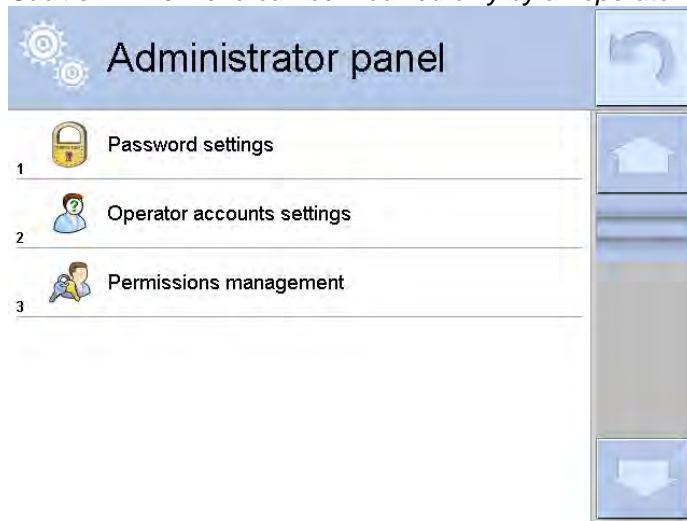 Administrator panel
1 Password settings
2 Operator accounts settings
3 Permissions management